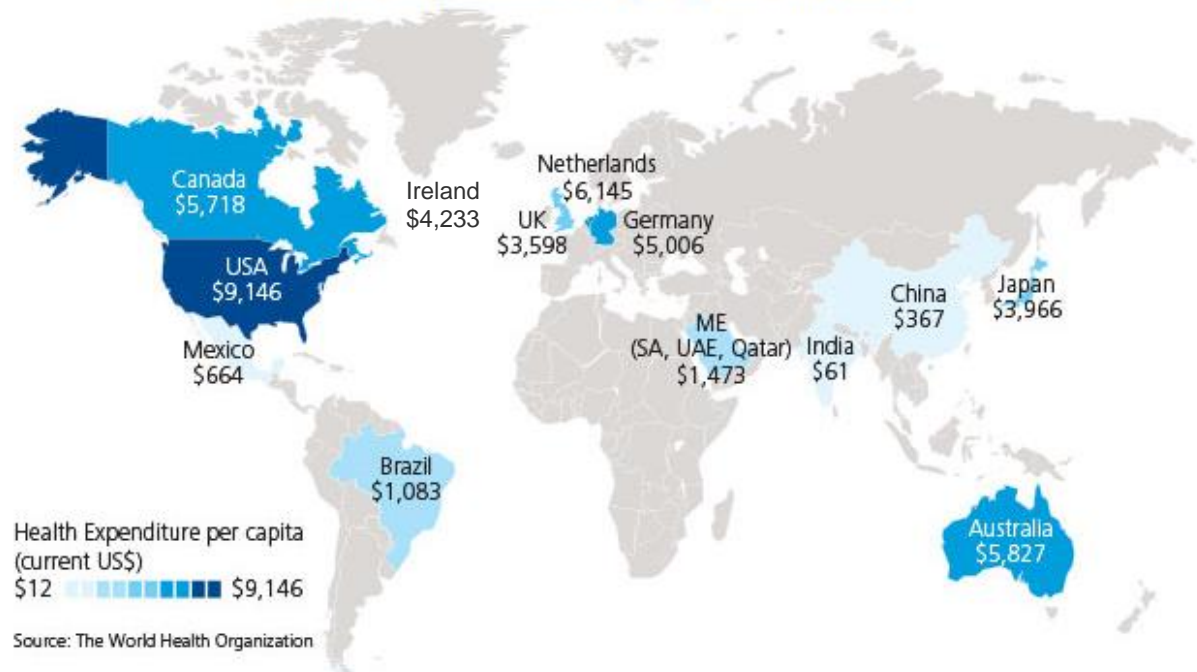 Canada
$5,718
USA
$9,146
Mexico
$664
Ireland
$4,233
Netherlands
$6,145
UK
$3,598
Germany
$5,006
ME
(SA, UAE, Qatar)
$1,473
India
$61
China
$367
Japan
$3,966
Brazil
$1,083
Australia
$5,827
Health Expenditure per capita
(current US$)
$12 $9,146
Source: The World Health Organization